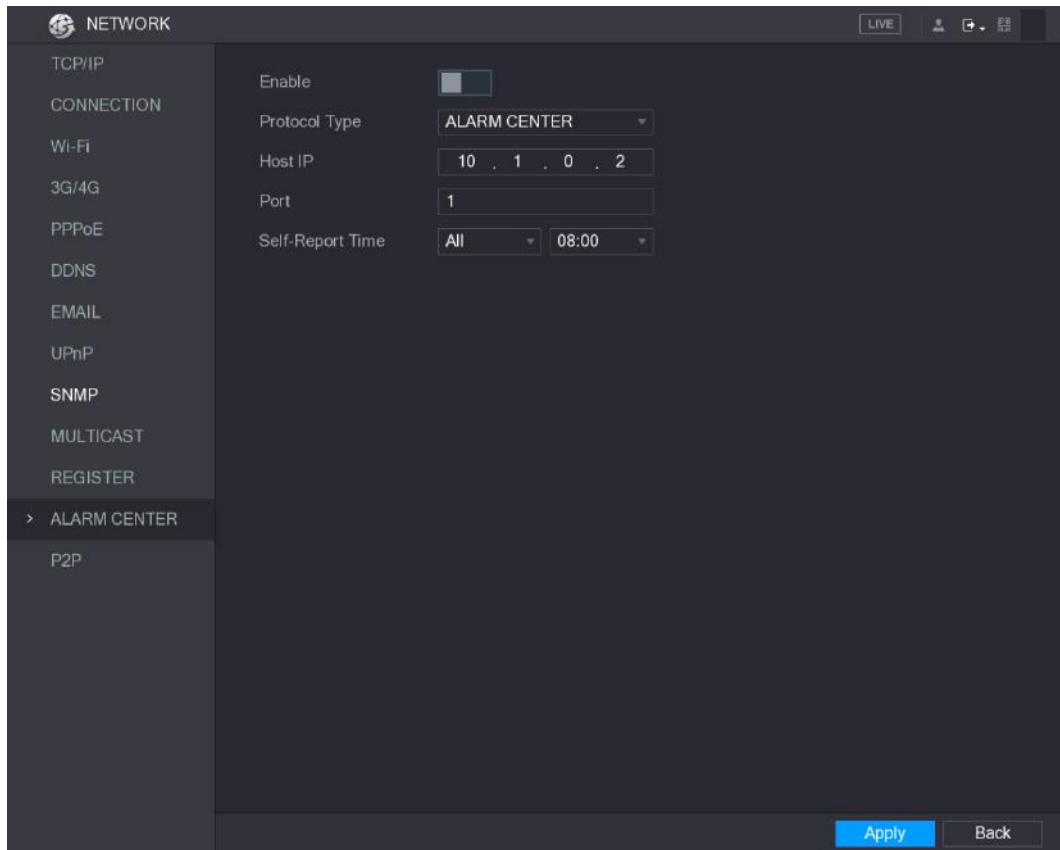 NETWORK
LIVE
TCP/IP
CONNECTION
Wi-Fi
3G/4G
PPPoE
DDNS
EMAIL
UPnP
SNMP
MULTICAST
REGISTER
> ALARM CENTER
P2P
Enable
Protocol Type ALARM CENTER
Host IP 10 . 1 . 0 . 2
Port 1
Self-Report Time All 08:00
Apply Back